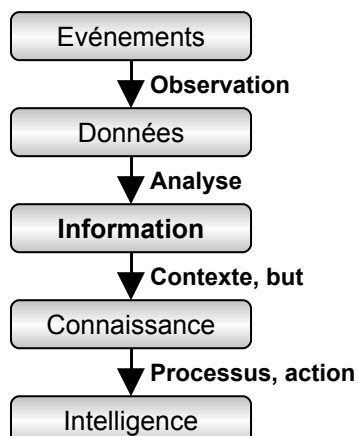 Evénements
Observation
Données
Analyse
Information
Contexte, but
Connaissance
Processus, action
Intelligence